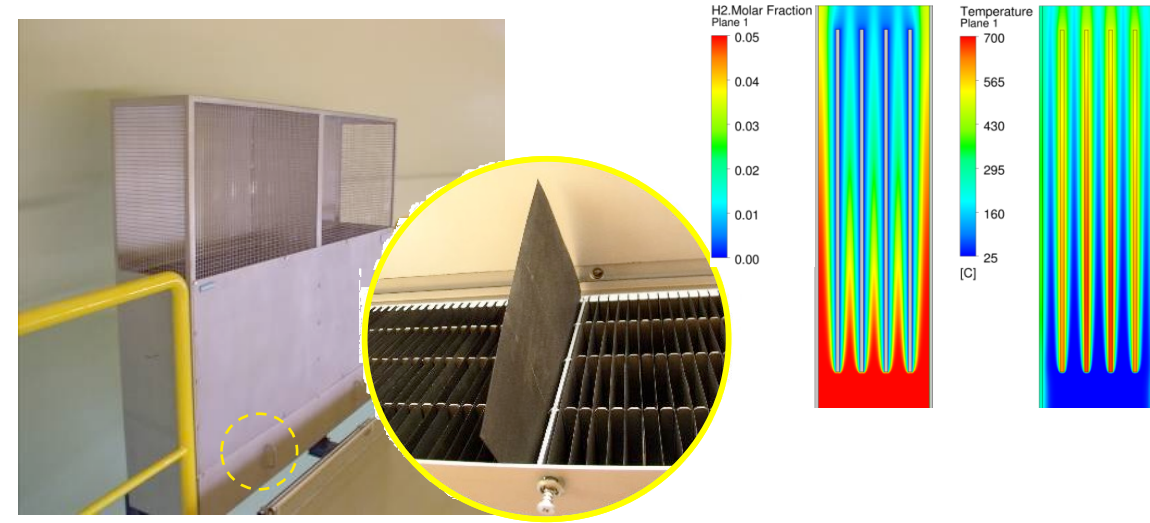 H2.Molar Fraction
Plane 1
0.05
0.04
0.03
0.02
0.01
0.00
Temperature
Plane 1
700
565
430
295
160
25
[C]